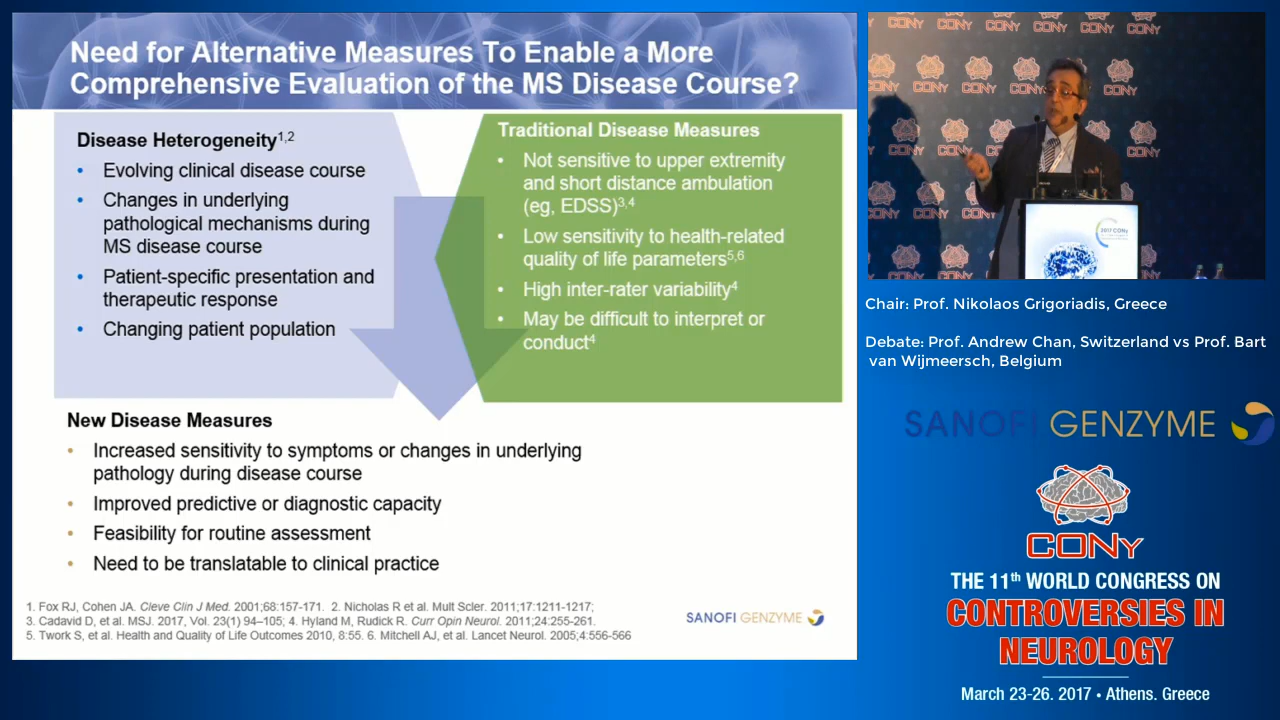 Need for Alternative Measures To Enable a More
Comprehensive Evaluation of the MS Disease Course?
Disease Heterogeneity1,2
• Evolving clinical disease course
• Changes in underlying
pathological mechanisms during
MS disease course
• Patient-specific presentation and
therapeutic response
• Changing patient population
Traditional Disease Measures
• Not sensitive to upper extremity
and short distance ambulation
(eg, EDSS)3,4
• Low sensitivity to health-related
quality of life parameters5,6
• High inter-rater variability4
• May be difficult to interpret or
conduct4
New Disease Measures
• Increased sensitivity to symptoms or changes in underlying
pathology during disease course
• Improved predictive or diagnostic capacity
• Feasibility for routine assessment
• Need to be translatable to clinical practice
1. Fox RJ, Cohen JA. Cleve Clin J Med. 2001;68:157-171. 2. Nicholas R et al. Mult Scler. 2011;17:1211-1217;
3. Cadavid D, et al. MSJ. 2017, Vol. 23(1) 94–105; 4. Hyland M, Rudick R. Curr Opin Neurol. 2011;24:255-261.
5. Twork S, et al. Health and Quality of Life Outcomes 2010, 8:55. 6. Mitchell AJ, et al. Lancet Neurol. 2005;4:556-566
SANOFI GENZYME
CONy
2017 CONy
Chair: Prof. Nikolaos Grigoriadis, Greece
Debate: Prof. Andrew Chan, Switzerland vs Prof. Bart
van Wijmeersch, Belgium
SANOFI GENZYME
CONy
THE 11th WORLD CONGRESS ON
CONTROVERSIES IN
NEUROLOGY
March 23-26. 2017 • Athens. Greece